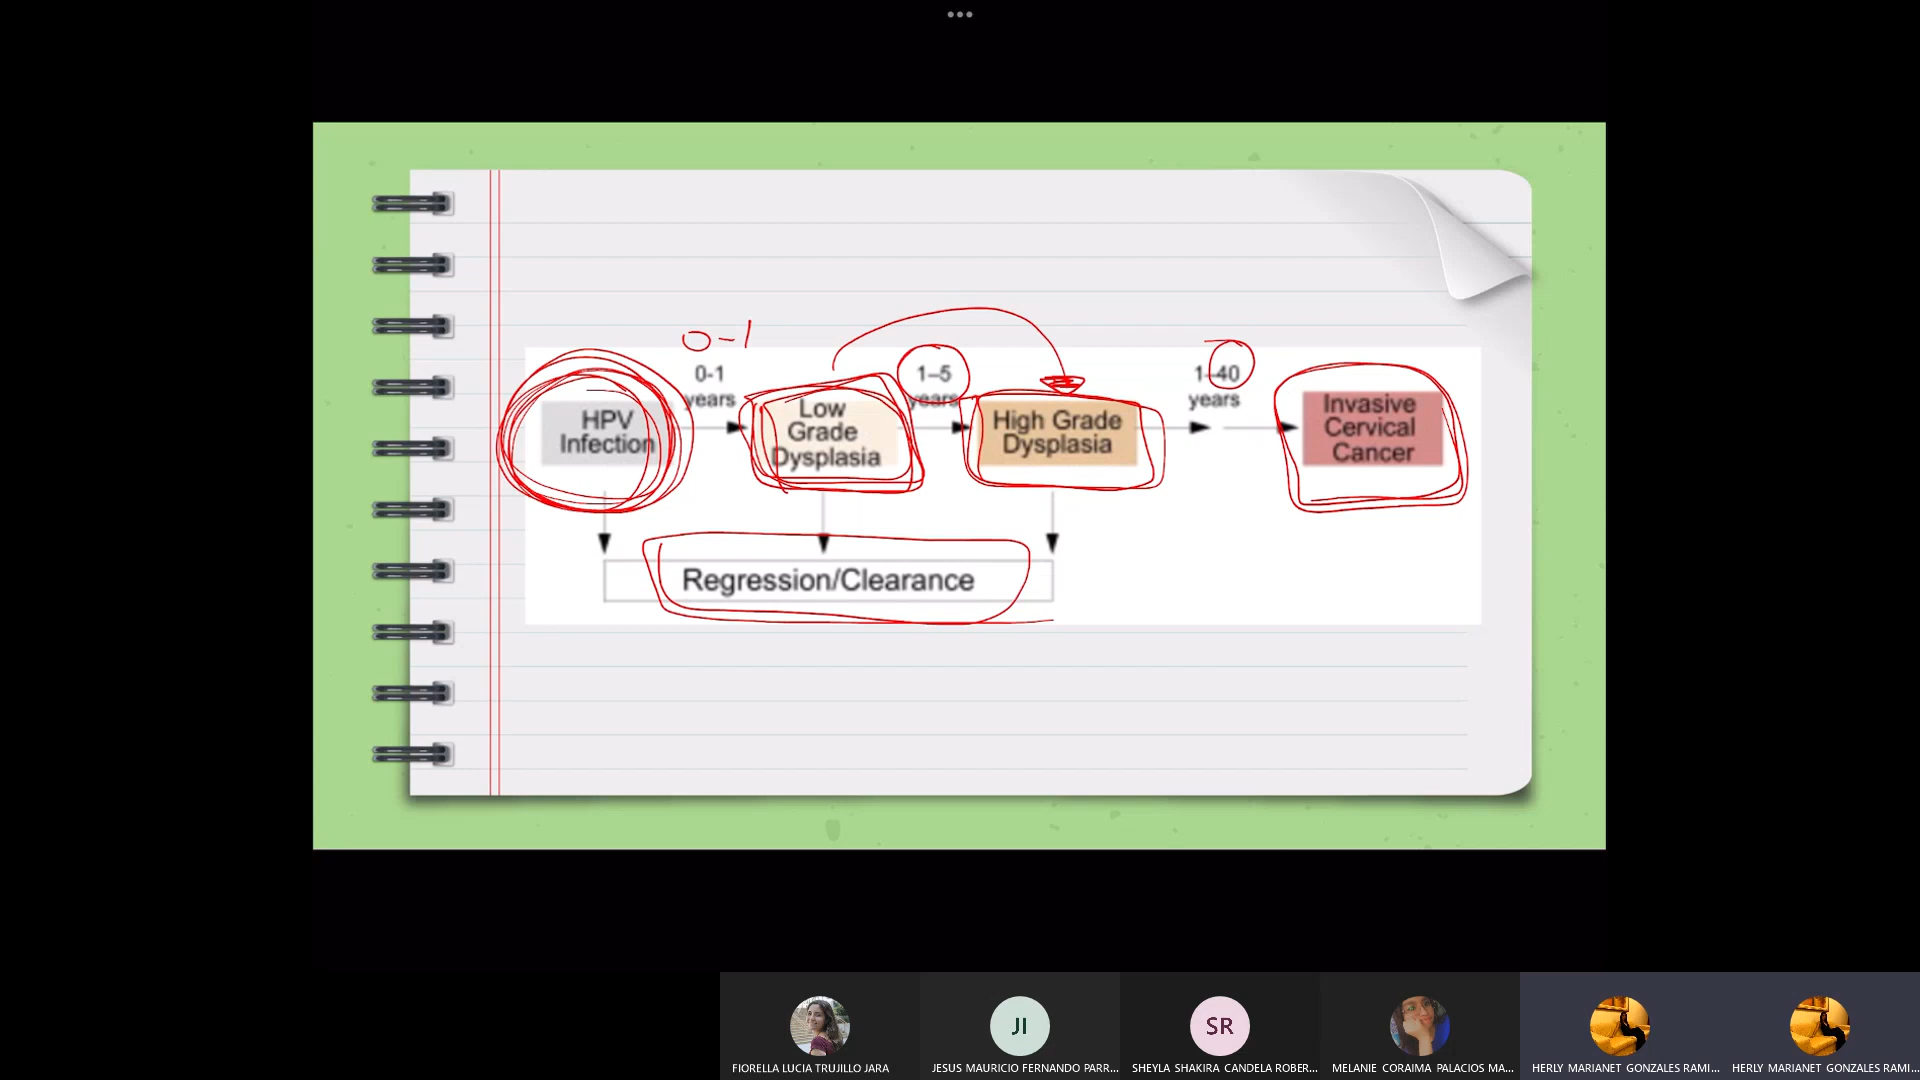 0-1
0-1
years
1–5
years
1–40
years
HPV
Infection
Low
Grade
Dysplasia
High Grade
Dysplasia
Invasive
Cervical
Cancer
Regression/Clearance
JI
SR
FIORELLA LUCIA TRUJILLO JARA
JESUS MAURICIO FERNANDO PARR...
SHEYLA SHAKIRA CANDELA ROBER...
MELANIE CORAIMA PALACIOS MA...
HERLY MARIANET GONZALES RAMI...
HERLY MARIANET GONZALES RAMI...